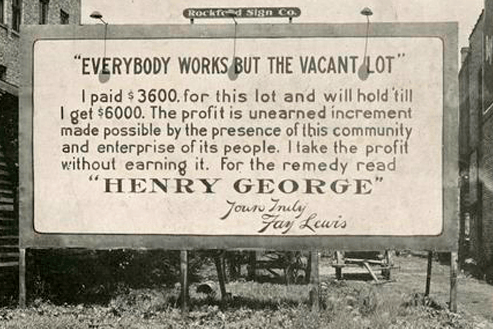 Rockford Sign Co.
"EVERYBODY WORKS BUT THE VACANT LOT"
I paid $3600. for this lot and will hold 'till
I get $6000. The profit is unearned increment
made possible by the presence of this community
and enterprise of its people. I take the profit
without earning it. For the remedy read
"HENRY GEORGE"
Yours Truly
Fay Lewis